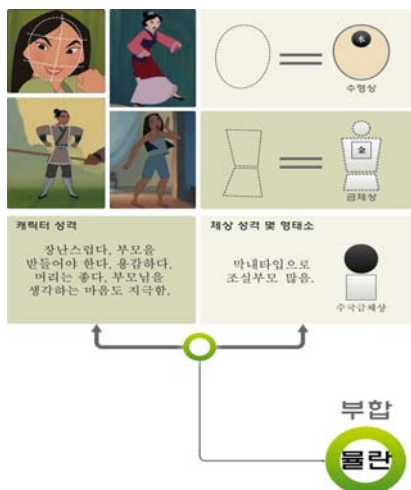 水
수형상
金
금체상
캐릭터 성격
장난스럽다, 부모을
받들어야 한다, 용감하다,
머리는 좋다, 부모님을
생각하는 마음도 지극함.
체상 성격 및 형태소
막내타입으로
조실부모 많음.
수국금체상
부합
뮬란